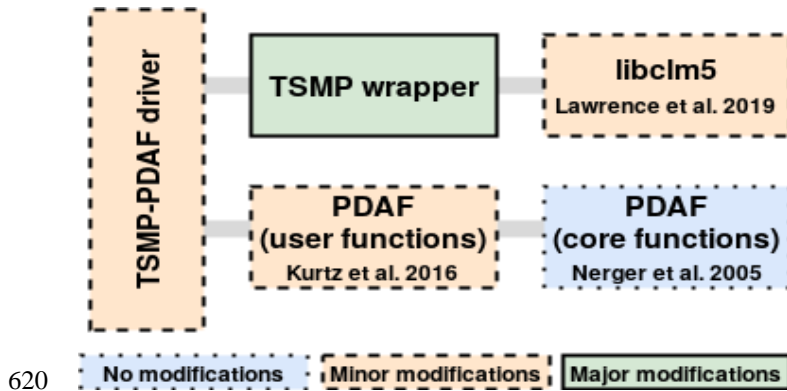 TSMP-PDAF driver
TSMP wrapper
libclm5
Lawrence et al. 2019
PDAF
(user functions)
Kurtz et al. 2016
PDAF
(core functions)
Nerger et al. 2005
620
No modifications
Minor modifications
Major modifications